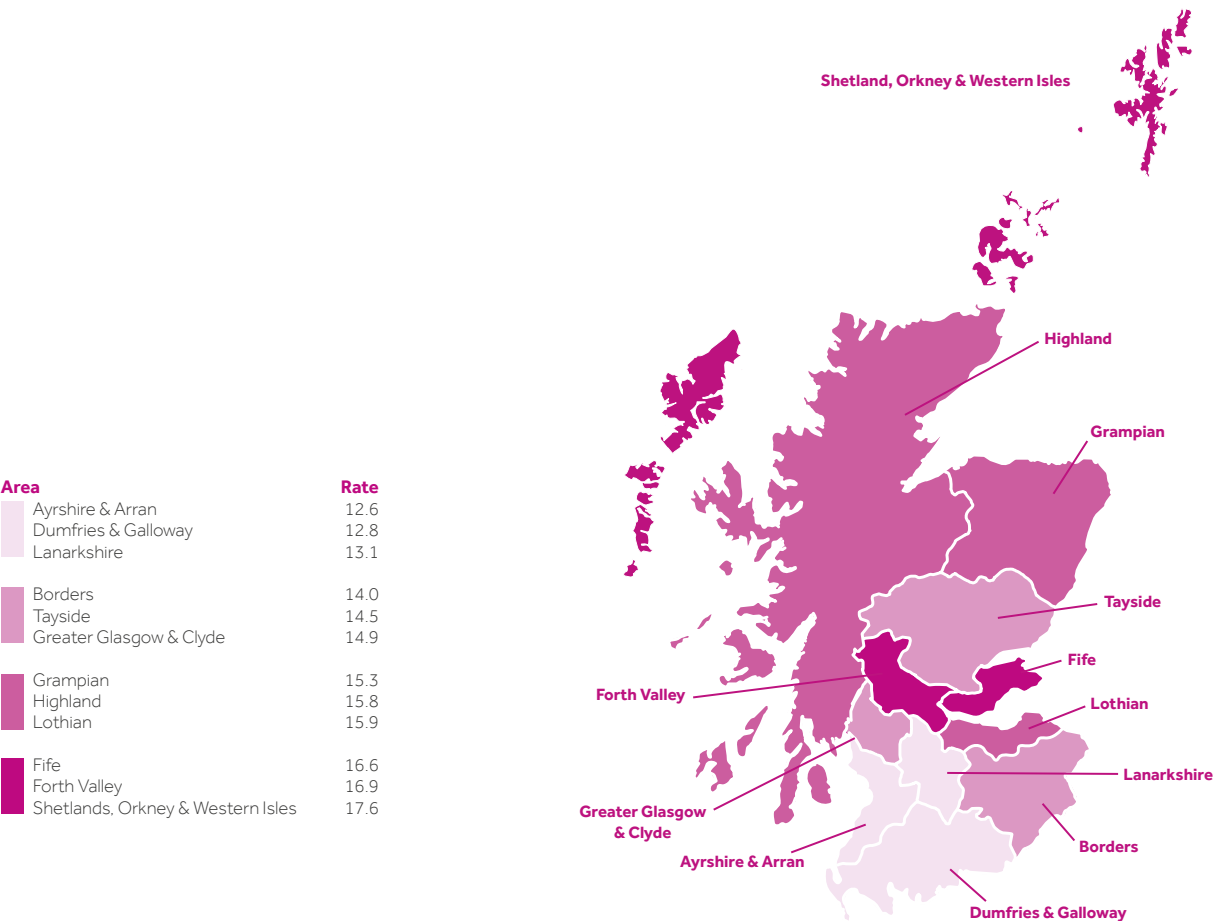 Area Rate
Ayrshire & Arran 12.6
Dumfries & Galloway 12.8
Lanarkshire 13.1
Borders 14.0
Tayside 14.5
Greater Glasgow & Clyde 14.9
Grampian 15.3
Highland 15.8
Lothian 15.9
Fife 16.6
Forth Valley 16.9
Shetlands, Orkney & Western Isles 17.6
Shetland, Orkney & Western Isles
Highland
Grampian
Tayside
Fife
Forth Valley
Lothian
Lanarkshire
Greater Glasgow
& Clyde
Borders
Ayrshire & Arran
Dumfries & Galloway